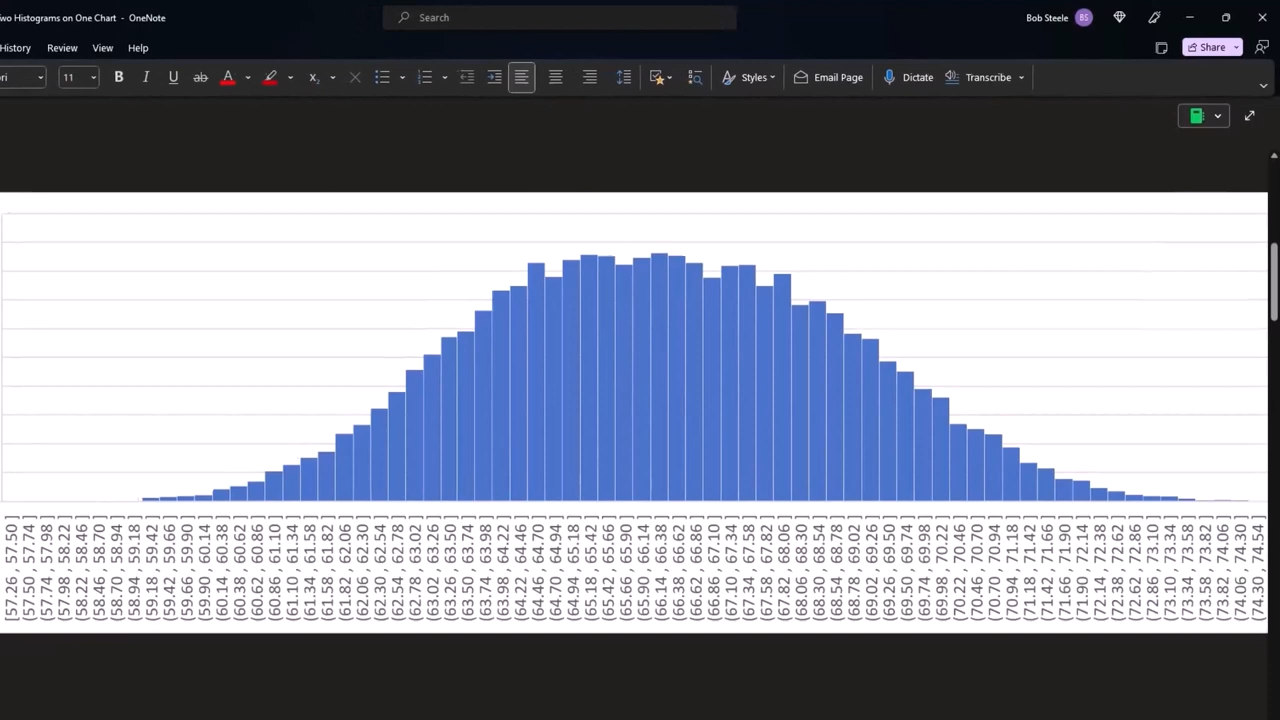 Two Histograms on One Chart - OneNote
Search
Bob Steele
BS
History
Review
View
Help
Share
11
B
I
U
ab
A
Styles
Email Page
Dictate
Transcribe
[57.26 , 57.50 ]
(57.50 , 57.74 ]
(57.74 , 57.98 ]
(57.98 , 58.22 ]
(58.22 , 58.46 ]
(58.46 , 58.70 ]
(58.70 , 58.94 ]
(58.94 , 59.18 ]
(59.18 , 59.42 ]
(59.42 , 59.66 ]
(59.66 , 59.90 ]
(59.90 , 60.14 ]
(60.14 , 60.38 ]
(60.38 , 60.62 ]
(60.62 , 60.86 ]
(60.86 , 61.10 ]
(61.10 , 61.34 ]
(61.34 , 61.58 ]
(61.58 , 61.82 ]
(61.82 , 62.06 ]
(62.06 , 62.30 ]
(62.30 , 62.54 ]
(62.54 , 62.78 ]
(62.78 , 63.02 ]
(63.02 , 63.26 ]
(63.26 , 63.50 ]
(63.50 , 63.74 ]
(63.74 , 63.98 ]
(63.98 , 64.22 ]
(64.22 , 64.46 ]
(64.46 , 64.70 ]
(64.70 , 64.94 ]
(64.94 , 65.18 ]
(65.18 , 65.42 ]
(65.42 , 65.66 ]
(65.66 , 65.90 ]
(65.90 , 66.14 ]
(66.14 , 66.38 ]
(66.38 , 66.62 ]
(66.62 , 66.86 ]
(66.86 , 67.10 ]
(67.10 , 67.34 ]
(67.34 , 67.58 ]
(67.58 , 67.82 ]
(67.82 , 68.06 ]
(68.06 , 68.30 ]
(68.30 , 68.54 ]
(68.54 , 68.78 ]
(68.78 , 69.02 ]
(69.02 , 69.26 ]
(69.26 , 69.50 ]
(69.50 , 69.74 ]
(69.74 , 69.98 ]
(69.98 , 70.22 ]
(70.22 , 70.46 ]
(70.46 , 70.70 ]
(70.70 , 70.94 ]
(70.94 , 71.18 ]
(71.18 , 71.42 ]
(71.42 , 71.66 ]
(71.66 , 71.90 ]
(71.90 , 72.14 ]
(72.14 , 72.38 ]
(72.38 , 72.62 ]
(72.62 , 72.86 ]
(72.86 , 73.10 ]
(73.10 , 73.34 ]
(73.34 , 73.58 ]
(73.58 , 73.82 ]
(73.82 , 74.06 ]
(74.06 , 74.30 ]
(74.30 , 74.54 ]